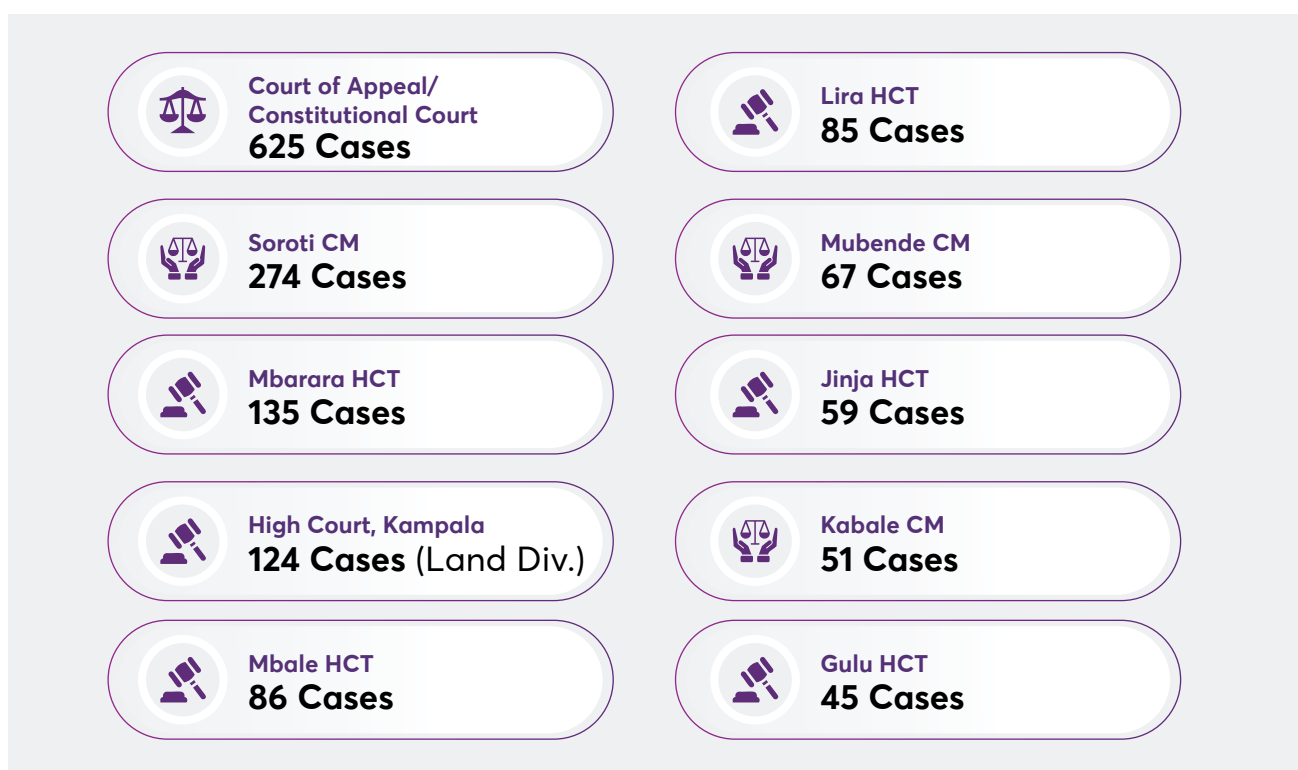 Court of Appeal/
Constitutional Court
625 Cases
Soroti CM
274 Cases
Mbarara HCT
135 Cases
High Court, Kampala
124 Cases (Land Div.)
Mbale HCT
86 Cases
Lira HCT
85 Cases
Mubende CM
67 Cases
Jinja HCT
59 Cases
Kabale CM
51 Cases
Gulu HCT
45 Cases